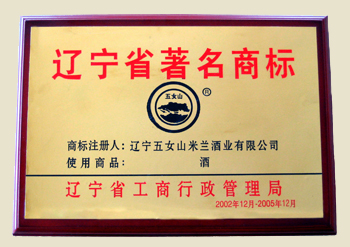 辽宁省著名商标
五女山
®
商标注册人：辽宁五女山米兰酒业有限公司
使用商品： 酒
辽宁省工商行政管理局
2002年12月-2005年12月